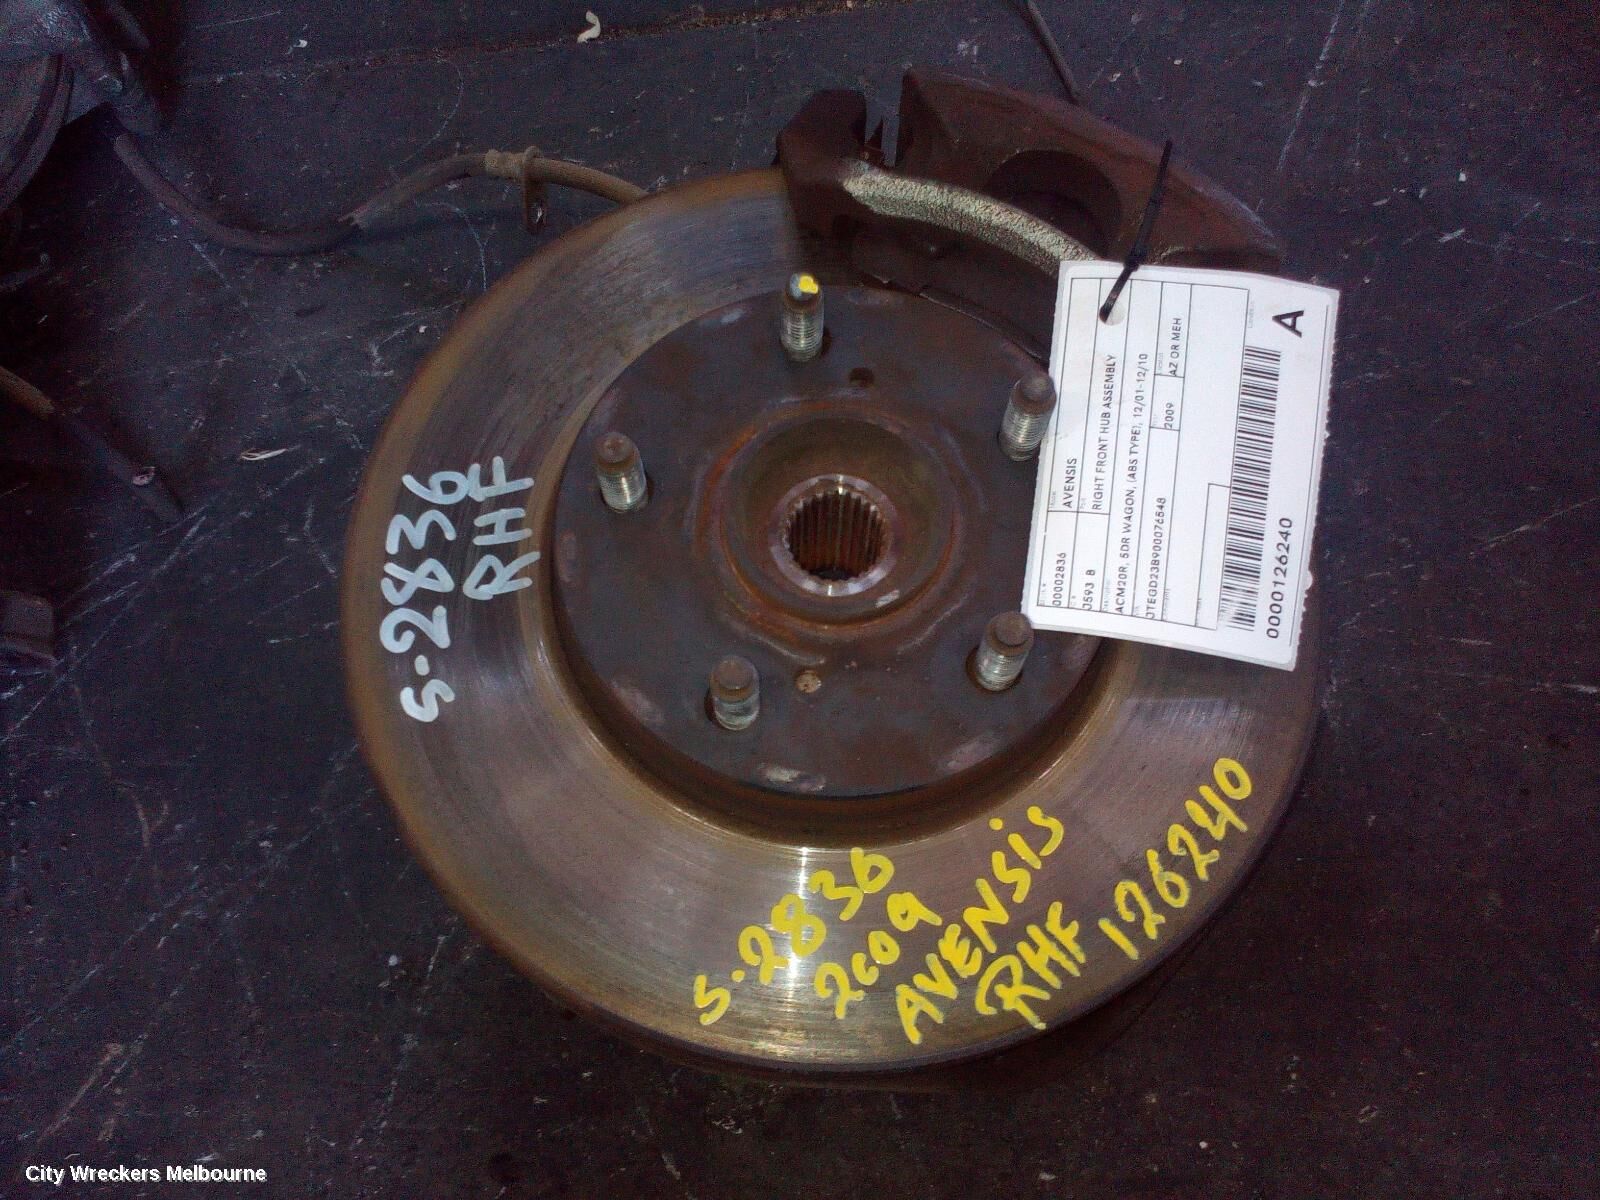 S-2836
RHF
S-2836
2009
AVENSIS
RHF 126240
00002836
AVENSIS
J593 B
RIGHT FRONT HUB ASSEMBLY
ACM20R, 5DR WAGON, (ABS TYPE), 12/01-12/10
JTEGD23B900076548
2009
AZ OR MEH
0000126240
A
City Wreckers Melbourne